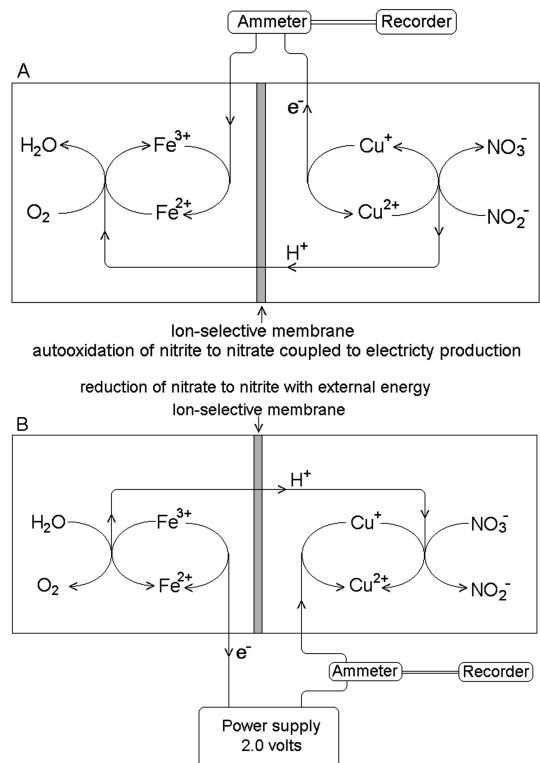 Ammeter Recorder
A
e⁻
H₂O Fe³⁺ Cu⁺ NO₃⁻
O₂ Fe²⁺ Cu²⁺ NO₂⁻
H⁺
Ion-selective membrane
autooxidation of nitrite to nitrate coupled to electricty production
reduction of nitrate to nitrite with external energy
Ion-selective membrane
B
H⁺
H₂O Fe³⁺ Cu⁺ NO₃⁻
O₂ Fe²⁺ Cu²⁺ NO₂⁻
e⁻
Ammeter Recorder
Power supply
2.0 volts